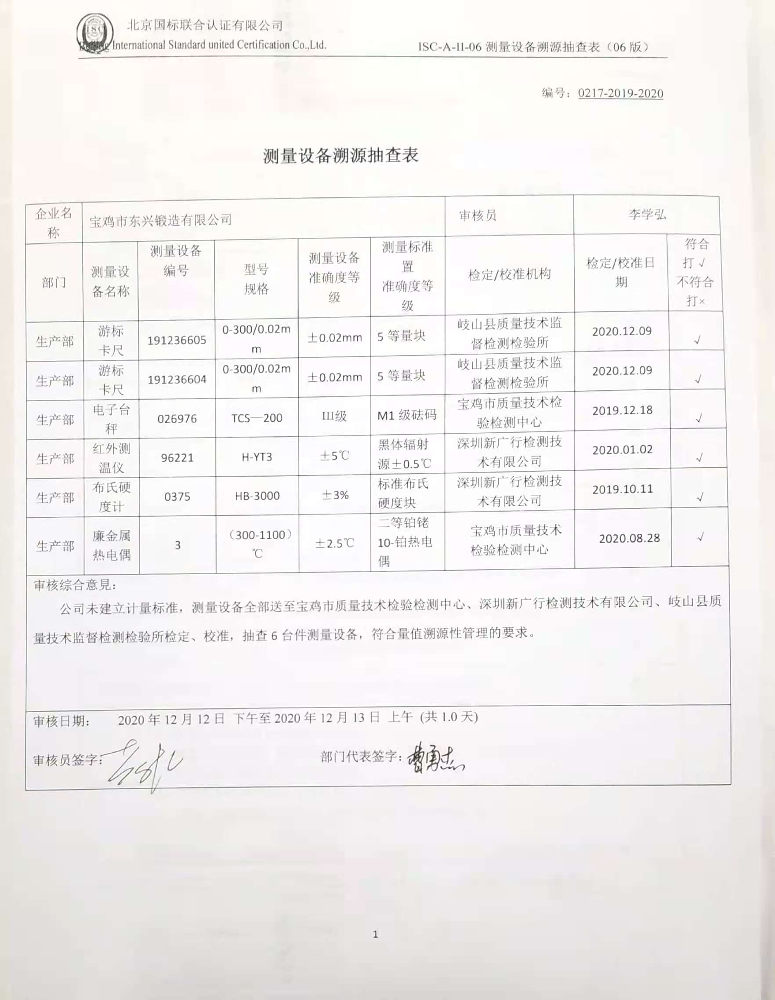 北京国标联合认证有限公司
International Standard united Certification Co.,Ltd.
ISC-A-II-06 测量设备溯源抽查表（06 版）
编号：0217-2019-2020
测量设备溯源抽查表
企业名
称
宝鸡市东兴锻造有限公司
审核员
李学弘
部门
测量设
备名称
测量设备
编号
型号
规格
测量设备
准确度等
级
测量标准
置
准确度等
级
检定/校准机构
检定/校准日
期
符合
打√
不符合
打×
生产部
游标
卡尺
191236605
0-300/0.02m
m
±0.02mm
5 等量块
岐山县质量技术监
督检测检验所
2020.12.09
√
生产部
游标
卡尺
191236604
0-300/0.02m
m
±0.02mm
5 等量块
岐山县质量技术监
督检测检验所
2020.12.09
√
生产部
电子台
秤
026976
TCS—200
III级
M1 级砝码
宝鸡市质量技术检
验检测中心
2019.12.18
√
生产部
红外测
温仪
96221
H-YT3
±5℃
黑体辐射
源±0.5℃
深圳新广行检测技
术有限公司
2020.01.02
√
生产部
布氏硬
度计
0375
HB-3000
±3%
标准布氏
硬度块
深圳新广行检测技
术有限公司
2019.10.11
√
生产部
廉金属
热电偶
3
（300-1100）
℃
±2.5℃
二等铂铑
10-铂热电
偶
宝鸡市质量技术
检验检测中心
2020.08.28
√
审核综合意见：
公司未建立计量标准，测量设备全部送至宝鸡市质量技术检验检测中心、深圳新广行检测技术有限公司、岐山县质
量技术监督检测检验所检定、校准，抽查 6 台件测量设备，符合量值溯源性管理的要求。
审核日期： 2020 年 12 月 12 日 下午至 2020 年 12 月 13 日 上午 (共 1.0 天)
审核员签字：
部门代表签字：曹勇杰
1